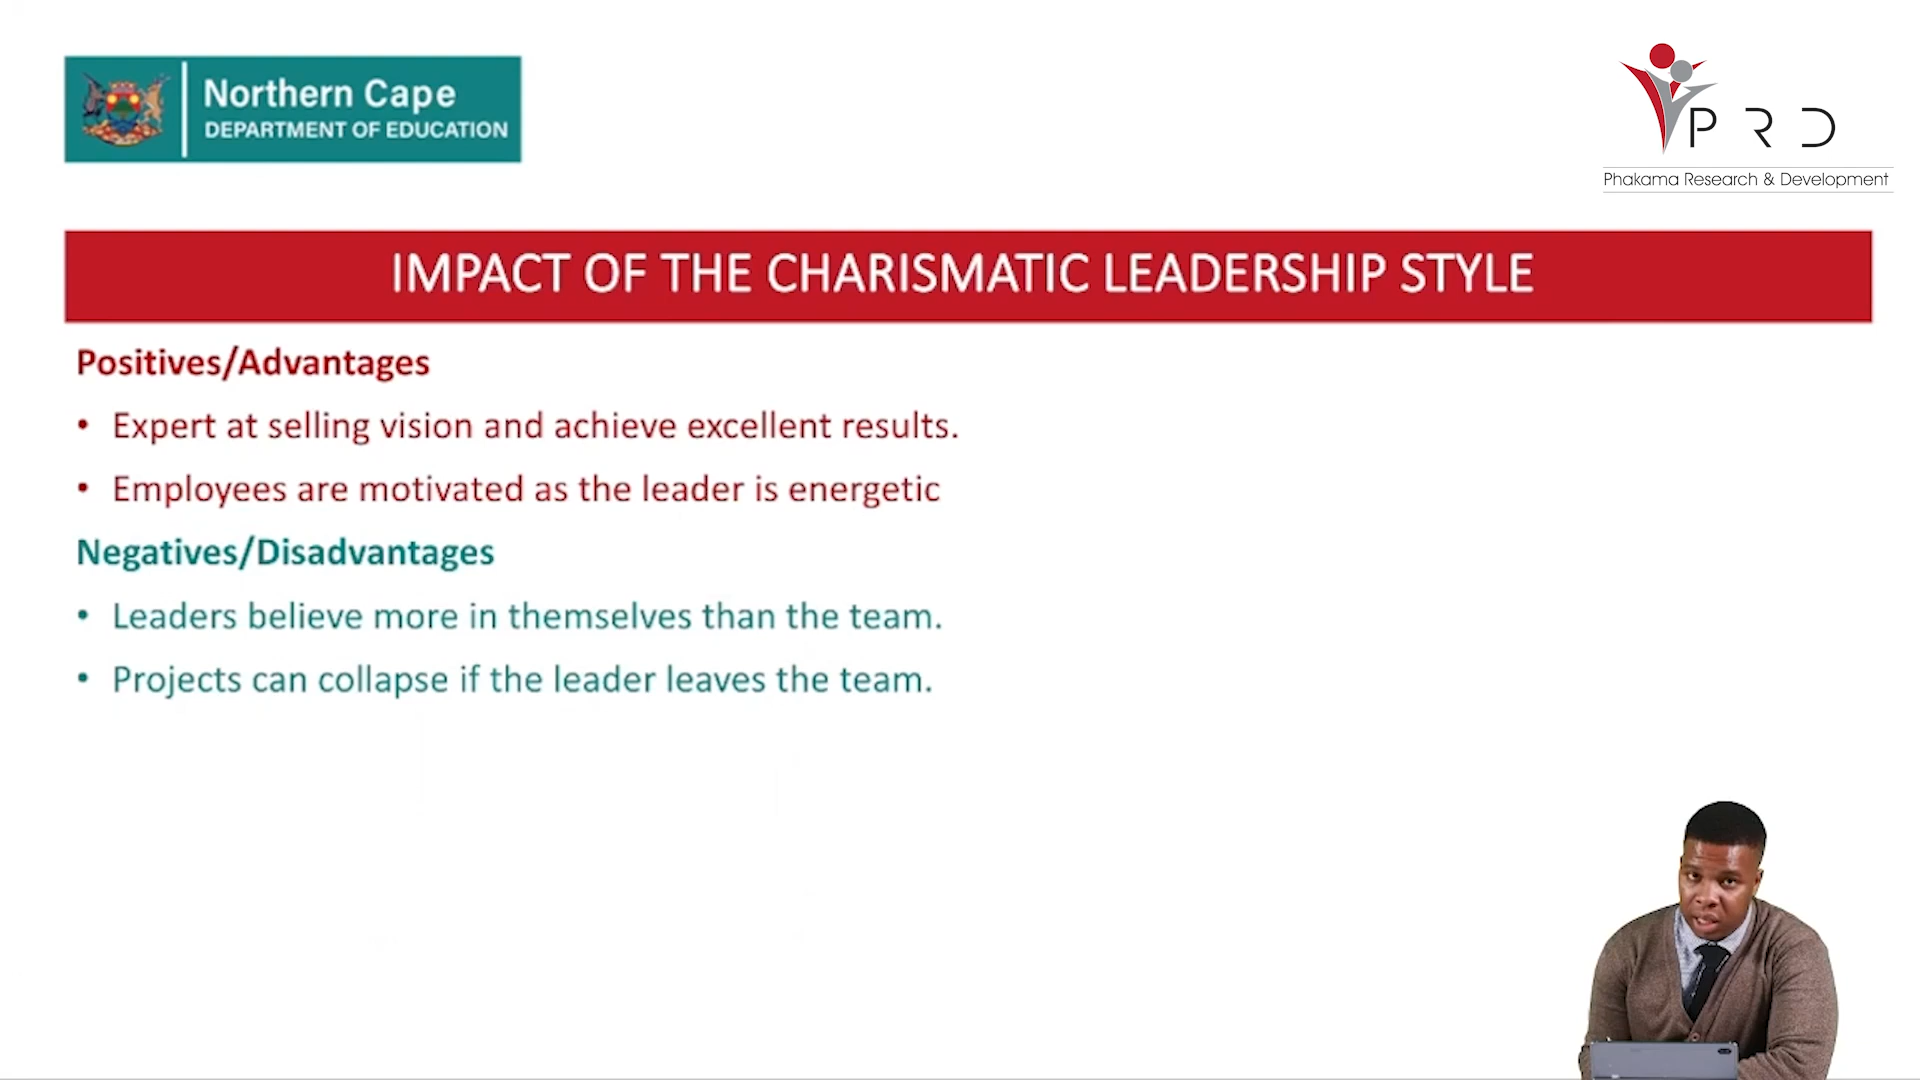 Northern Cape
DEPARTMENT OF EDUCATION
PRD
Phakama Research & Development
IMPACT OF THE CHARISMATIC LEADERSHIP STYLE
Positives/Advantages
• Expert at selling vision and achieve excellent results.
• Employees are motivated as the leader is energetic
Negatives/Disadvantages
• Leaders believe more in themselves than the team.
• Projects can collapse if the leader leaves the team.